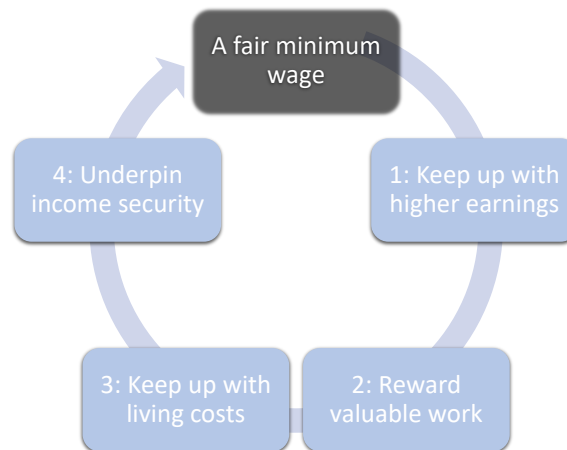 A fair minimum
wage
1: Keep up with
higher earnings
2: Reward
valuable work
3: Keep up with
living costs
4: Underpin
income security